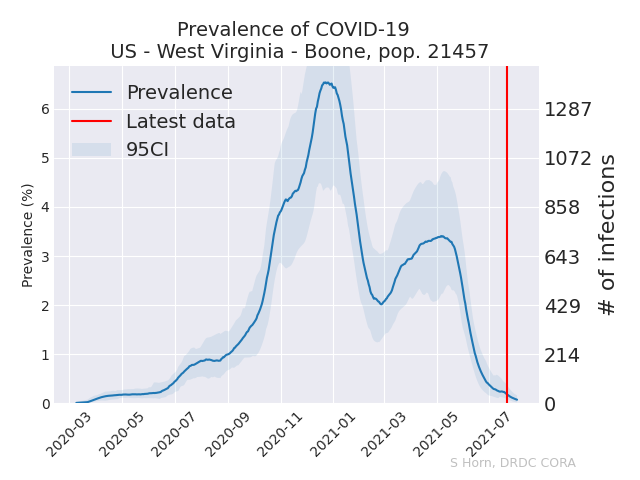 Prevalence of COVID-19
US - West Virginia - Boone, pop. 21457
Prevalence
Latest data
95CI
Prevalence (%)
6
5
4
3
2
1
0
1287
1072
858
643
429
214
0
# of infections
2020-03
2020-05
2020-07
2020-09
2020-11
2021-01
2021-03
2021-05
2021-07
S Horn, DRDC CORA